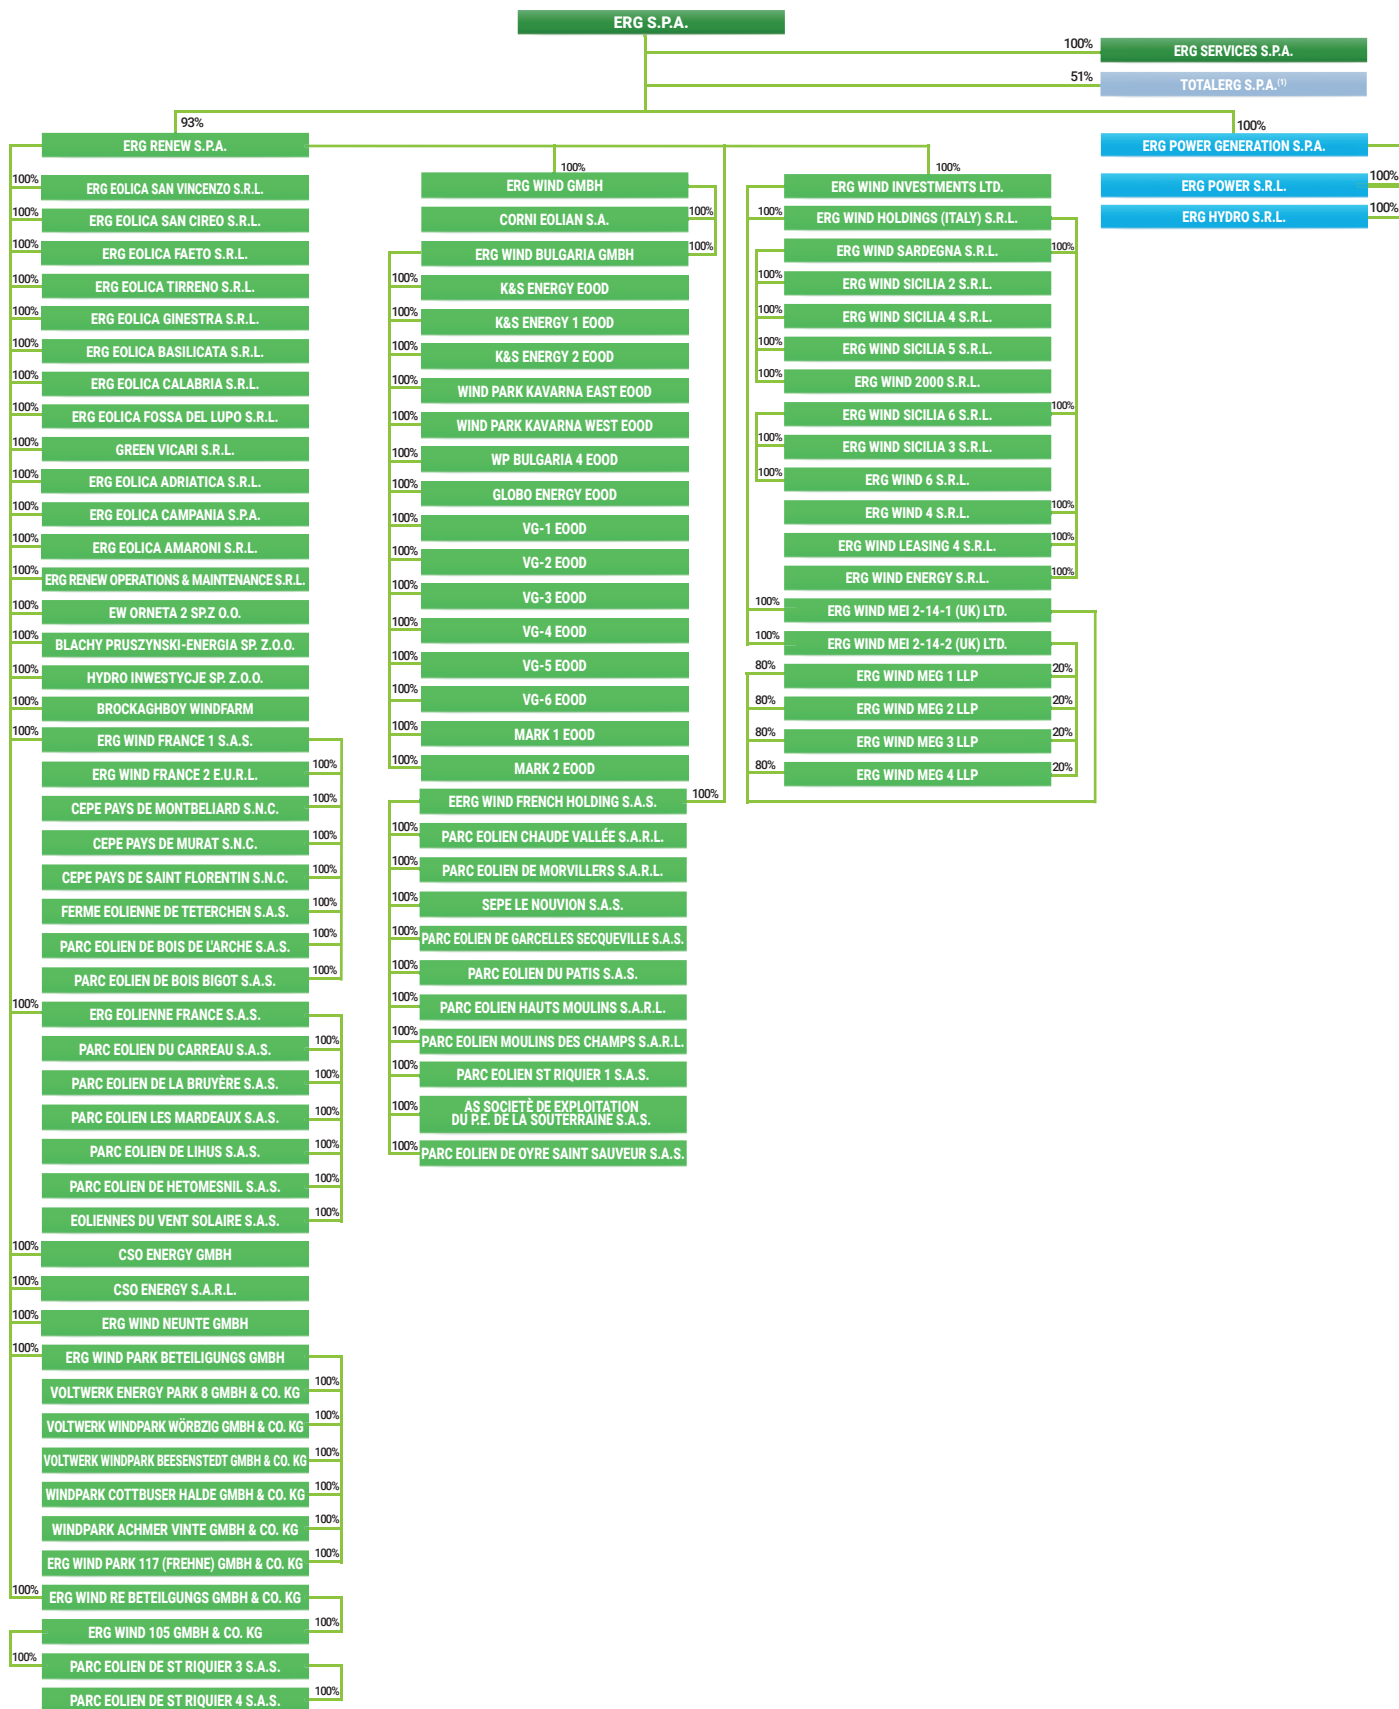 ERG S.P.A.
100%
ERG SERVICES S.P.A.
51%
TOTALERG S.P.A.(1)
93%
ERG RENEW S.P.A.
100%
ERG POWER GENERATION S.P.A.
100%
ERG POWER S.R.L.
100%
ERG HYDRO S.R.L.
100%
ERG EOLICA SAN VINCENZO S.R.L.
100%
ERG EOLICA SAN CIREO S.R.L.
100%
ERG EOLICA FAETO S.R.L.
100%
ERG EOLICA TIRRENO S.R.L.
100%
ERG EOLICA GINESTRA S.R.L.
100%
ERG EOLICA BASILICATA S.R.L.
100%
ERG EOLICA CALABRIA S.R.L.
100%
ERG EOLICA FOSSA DEL LUPO S.R.L.
100%
GREEN VICARI S.R.L.
100%
ERG EOLICA ADRIATICA S.R.L.
100%
ERG EOLICA CAMPANIA S.P.A.
100%
ERG EOLICA AMARONI S.R.L.
100%
ERG RENEW OPERATIONS & MAINTENANCE S.R.L.
100%
EW ORNETA 2 SP.Z O.O.
100%
BLACHY PRUSZYNSKI-ENERGIA SP. Z.O.O.
100%
HYDRO INWESTYCJE SP. Z.O.O.
100%
BROCKAGHBOY WINDFARM
100%
ERG WIND FRANCE 1 S.A.S.
100%
ERG WIND FRANCE 2 E.U.R.L.
100%
CEPE PAYS DE MONTBELIARD S.N.C.
100%
CEPE PAYS DE MURAT S.N.C.
100%
CEPE PAYS DE SAINT FLORENTIN S.N.C.
100%
FERME EOLIENNE DE TETERCHEN S.A.S.
100%
PARC EOLIEN DE BOIS DE L'ARCHE S.A.S.
100%
PARC EOLIEN DE BOIS BIGOT S.A.S.
100%
ERG EOLIENNE FRANCE S.A.S.
100%
PARC EOLIEN DU CARREAU S.A.S.
100%
PARC EOLIEN DE LA BRUYÈRE S.A.S.
100%
PARC EOLIEN LES MARDEAUX S.A.S.
100%
PARC EOLIEN DE LIHUS S.A.S.
100%
PARC EOLIEN DE HETOMESNIL S.A.S.
100%
EOLIENNES DU VENT SOLAIRE S.A.S.
100%
CSO ENERGY GMBH
100%
CSO ENERGY S.A.R.L.
100%
ERG WIND NEUNTE GMBH
100%
ERG WIND PARK BETEILIGUNGS GMBH
100%
VOLTWERK ENERGY PARK 8 GMBH & CO. KG
100%
VOLTWERK WINDPARK WÖRBZIG GMBH & CO. KG
100%
VOLTWERK WINDPARK BEESENSTEDT GMBH & CO. KG
100%
WINDPARK COTTBUSER HALDE GMBH & CO. KG
100%
WINDPARK ACHMER VINTE GMBH & CO. KG
100%
ERG WIND PARK 117 (FREHNE) GMBH & CO. KG
100%
ERG WIND RE BETEILGUNGS GMBH & CO. KG
100%
ERG WIND 105 GMBH & CO. KG
100%
PARC EOLIEN DE ST RIQUIER 3 S.A.S.
100%
PARC EOLIEN DE ST RIQUIER 4 S.A.S.
100%
ERG WIND GMBH
CORNI EOLIAN S.A.
100%
ERG WIND BULGARIA GMBH
100%
100%
K&S ENERGY EOOD
100%
K&S ENERGY 1 EOOD
100%
K&S ENERGY 2 EOOD
100%
WIND PARK KAVARNA EAST EOOD
100%
WIND PARK KAVARNA WEST EOOD
100%
WP BULGARIA 4 EOOD
100%
GLOBO ENERGY EOOD
100%
VG-1 EOOD
100%
VG-2 EOOD
100%
VG-3 EOOD
100%
VG-4 EOOD
100%
VG-5 EOOD
100%
VG-6 EOOD
100%
MARK 1 EOOD
100%
MARK 2 EOOD
EERG WIND FRENCH HOLDING S.A.S.
100%
100%
PARC EOLIEN CHAUDE VALLÉE S.A.R.L.
100%
PARC EOLIEN DE MORVILLERS S.A.R.L.
100%
SEPE LE NOUVION S.A.S.
100%
PARC EOLIEN DE GARCELLES SECQUEVILLE S.A.S.
100%
PARC EOLIEN DU PATIS S.A.S.
100%
PARC EOLIEN HAUTS MOULINS S.A.R.L.
100%
PARC EOLIEN MOULINS DES CHAMPS S.A.R.L.
100%
PARC EOLIEN ST RIQUIER 1 S.A.S.
100%
AS SOCIETÈ DE EXPLOITATION
DU P.E. DE LA SOUTERRAINE S.A.S.
100%
PARC EOLIEN DE OYRE SAINT SAUVEUR S.A.S.
100%
ERG WIND INVESTMENTS LTD.
100%
ERG WIND HOLDINGS (ITALY) S.R.L.
ERG WIND SARDEGNA S.R.L.
100%
100%
ERG WIND SICILIA 2 S.R.L.
100%
ERG WIND SICILIA 4 S.R.L.
100%
ERG WIND SICILIA 5 S.R.L.
100%
ERG WIND 2000 S.R.L.
ERG WIND SICILIA 6 S.R.L.
100%
100%
ERG WIND SICILIA 3 S.R.L.
100%
ERG WIND 6 S.R.L.
ERG WIND 4 S.R.L.
100%
ERG WIND LEASING 4 S.R.L.
100%
ERG WIND ENERGY S.R.L.
100%
100%
ERG WIND MEI 2-14-1 (UK) LTD.
100%
ERG WIND MEI 2-14-2 (UK) LTD.
80%
ERG WIND MEG 1 LLP
20%
80%
ERG WIND MEG 2 LLP
20%
80%
ERG WIND MEG 3 LLP
20%
80%
ERG WIND MEG 4 LLP
20%